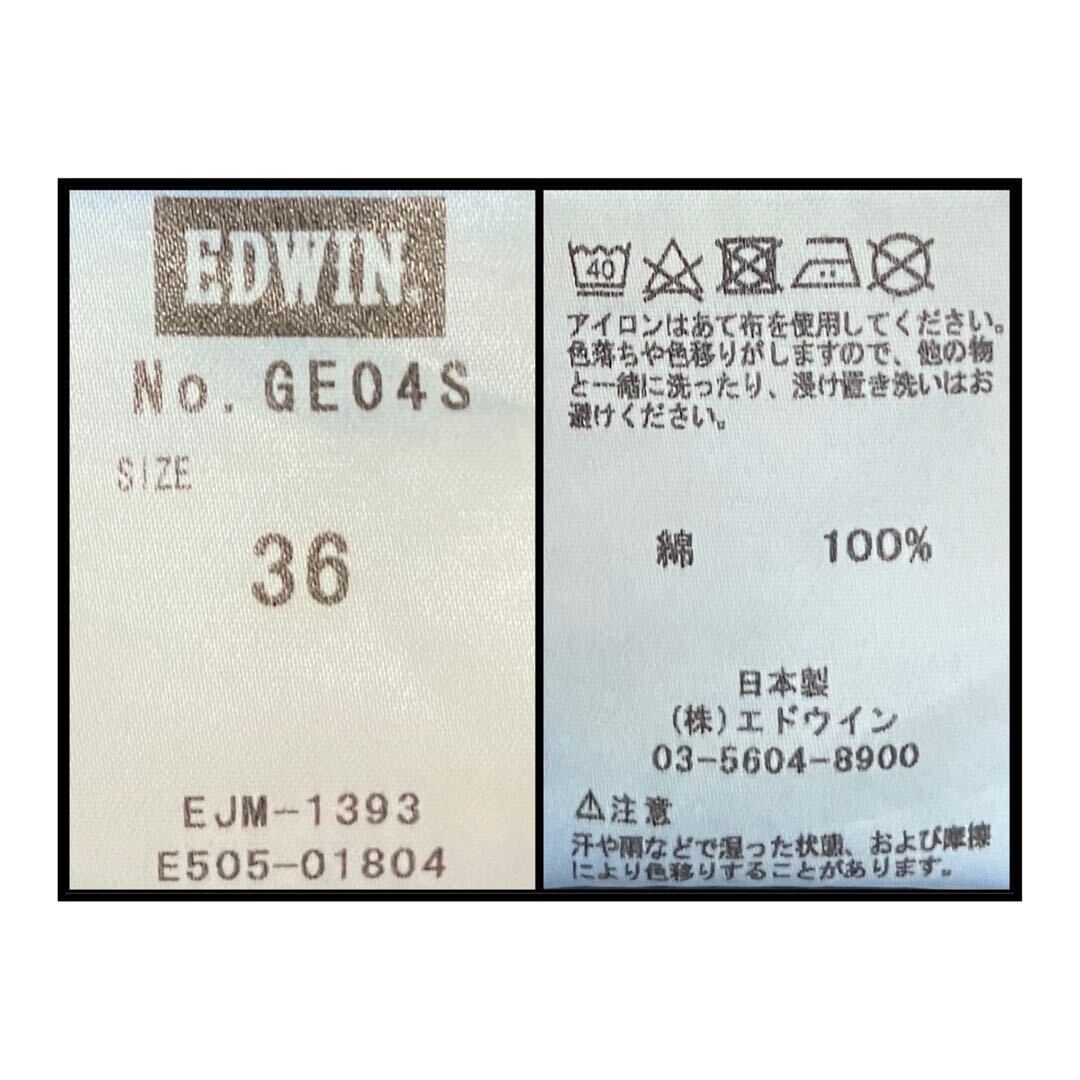 EDWIN.
No. GE04S
SIZE
36
EJM-1393
E505-01804
40
アイロンはあて布を使用してください。
色落ちや色移りがしますので、他の物
と一緒に洗ったり、浸け置き洗いはお
避けください。
綿 100%
日本製
(株)エドウイン
03-5604-8900
⚠注意
汗や雨などで湿った状態、および摩擦
により色移りすることがあります。